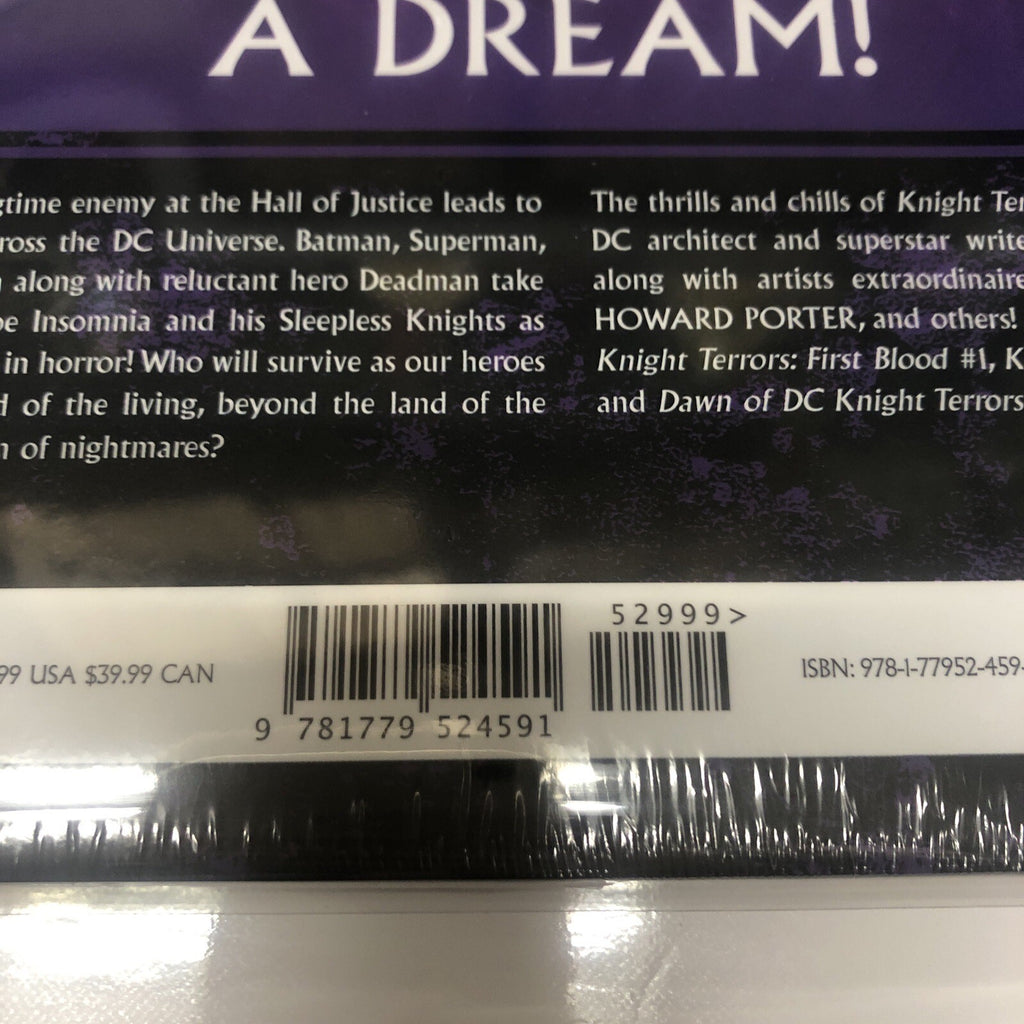 A DREAM!
time enemy at the Hall of Justice leads to
ross the DC Universe. Batman, Superman,
along with reluctant hero Deadman take
Insomnia and his Sleepless Knights as
in horror! Who will survive as our heroes
of the living, beyond the land of the
of nightmares?
The thrills and chills of Knight Ter
DC architect and superstar write
along with artists extraordinaire
HOWARD PORTER, and others!
Knight Terrors: First Blood #1, K
and Dawn of DC Knight Terrors
99 USA $39.99 CAN
9 781779 524591
52999>
ISBN: 978-1-77952-459-